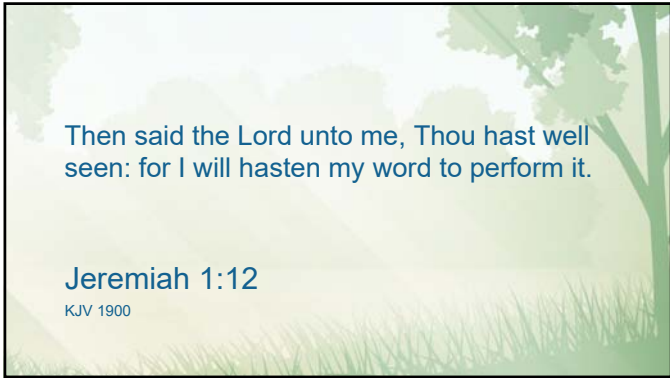 Then said the Lord unto me, Thou hast well
seen: for I will hasten my word to perform it.
Jeremiah 1:12
KJV 1900